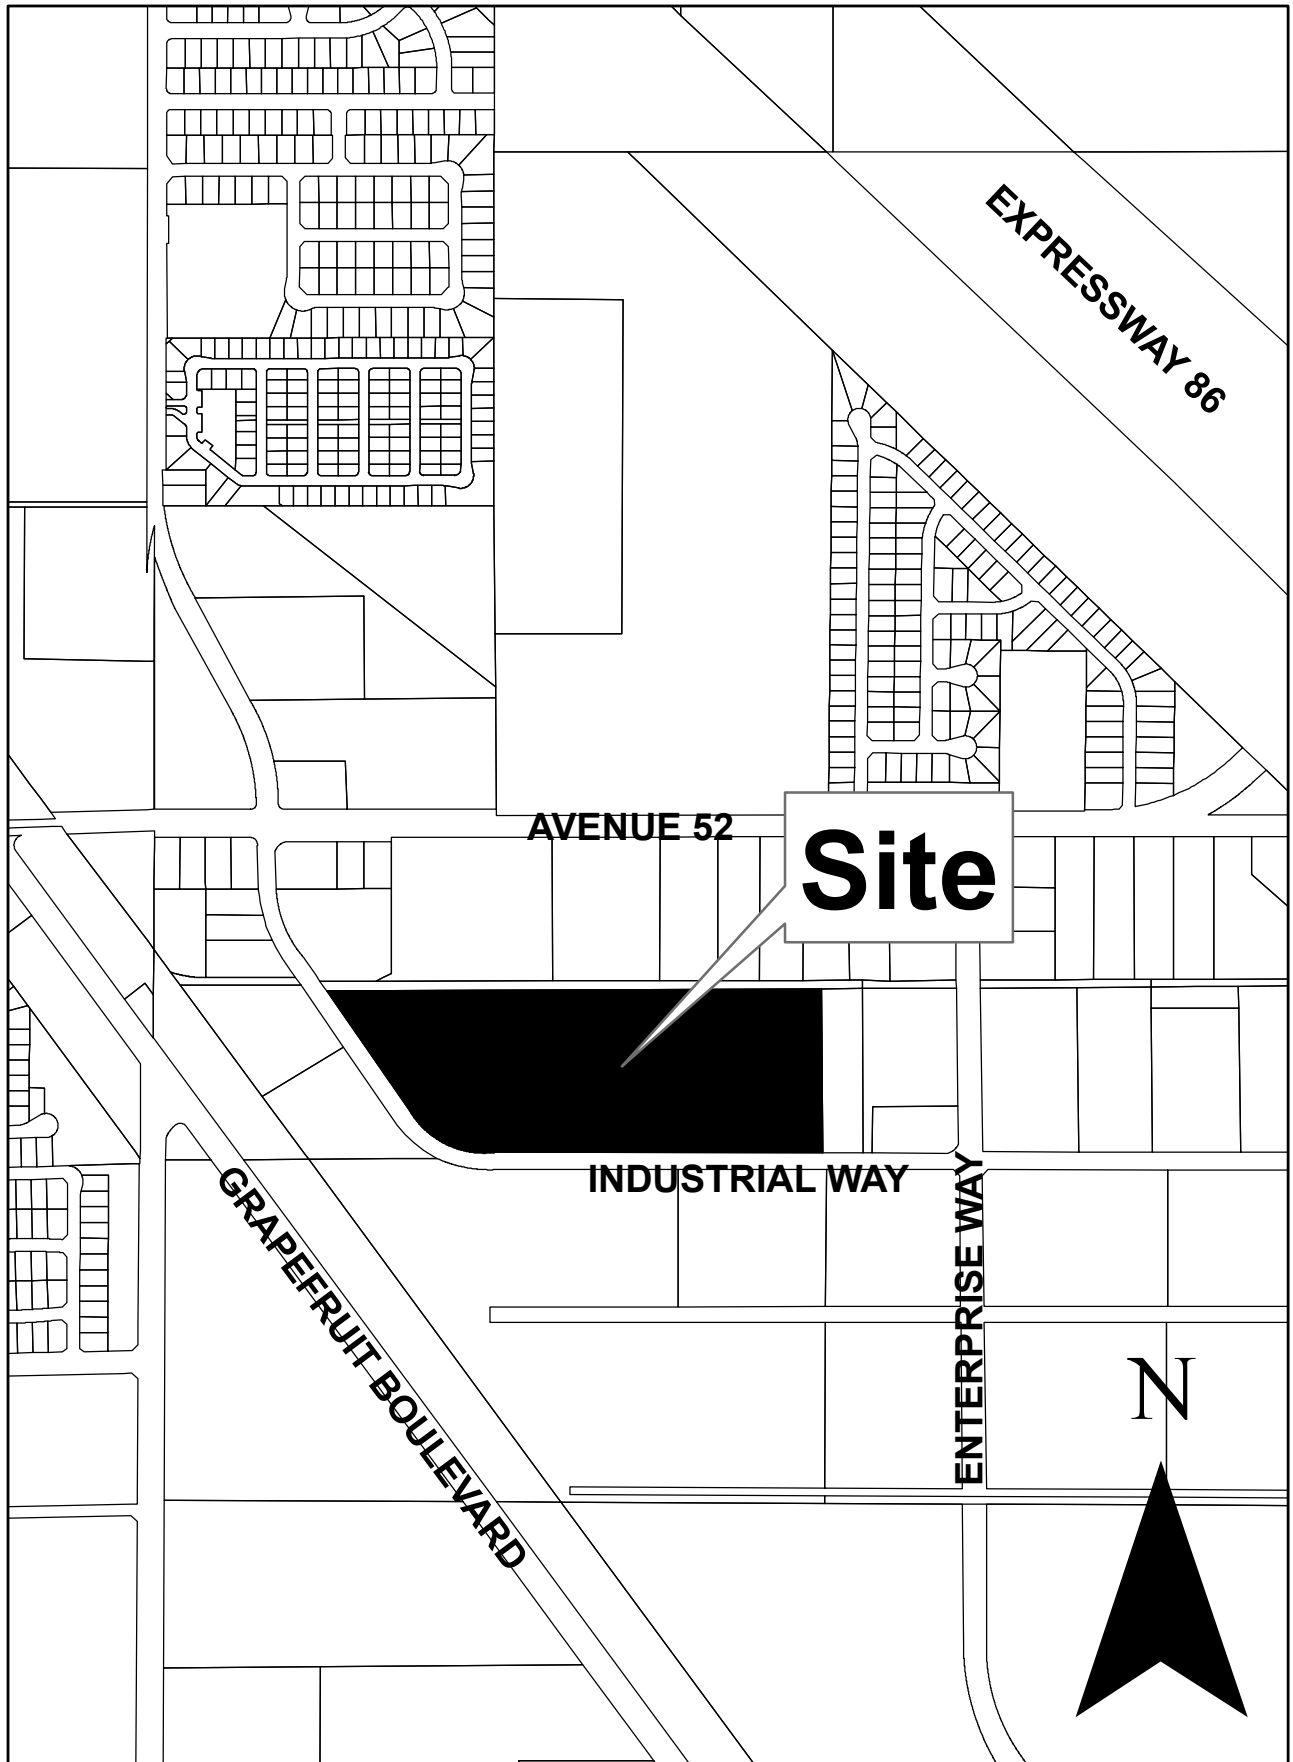 EXPRESSWAY 86
AVENUE 52
Site
INDUSTRIAL WAY
ENTERPRISE WAY
GRAPEFRUIT BOULEVARD
N